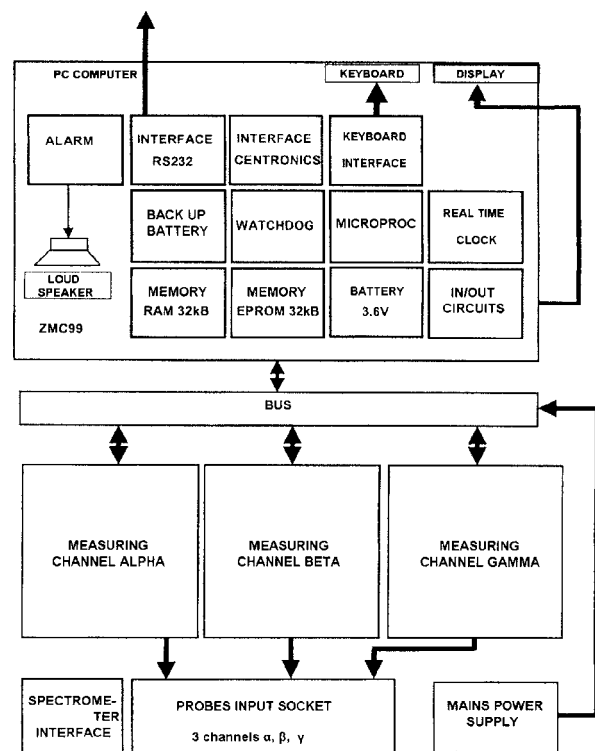 PC COMPUTER
KEYBOARD
DISPLAY
ALARM
INTERFACE
RS232
INTERFACE
CENTRONICS
KEYBOARD
INTERFACE
BACK UP
BATTERY
WATCHDOG
MICROPROC
REAL TIME
CLOCK
LOUD
SPEAKER
MEMORY
RAM 32kB
MEMORY
EPROM 32kB
BATTERY
3.6V
IN/OUT
CIRCUITS
ZMC99
BUS
MEASURING
CHANNEL ALPHA
MEASURING
CHANNEL BETA
MEASURING
CHANNEL GAMMA
SPECTROME-
TER
INTERFACE
PROBES INPUT SOCKET
3 channels α, β, γ
MAINS POWER
SUPPLY